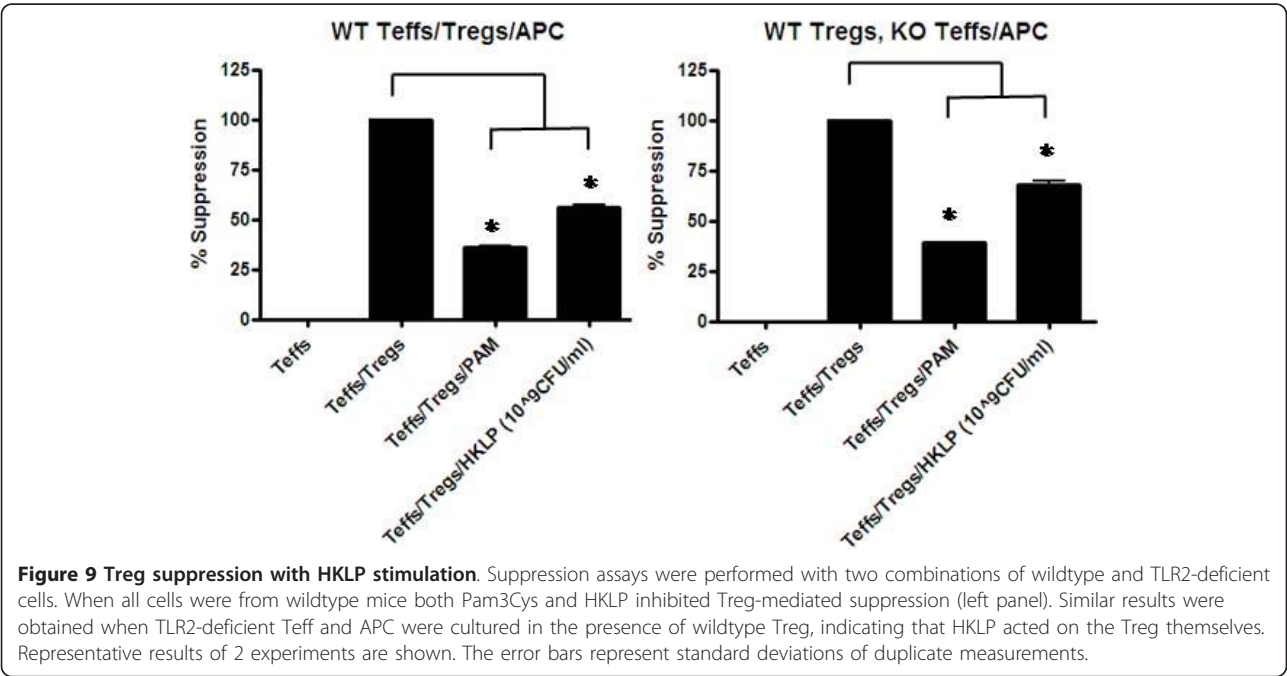 WT Teffs/Tregs/APC
% Suppression
125
100
75
50
25
0
*
*
Teffs
Teffs/Tregs
Teffs/Tregs/PAM
Teffs/Tregs/HKLP (10^9CFU/ml)
WT Tregs, KO Teffs/APC
% Suppression
125
100
75
50
25
0
*
*
Teffs
Teffs/Tregs
Teffs/Tregs/PAM
Teffs/Tregs/HKLP (10^9CFU/ml)
Figure 9 Treg suppression with HKLP stimulation. Suppression assays were performed with two combinations of wildtype and TLR2-deficient
cells. When all cells were from wildtype mice both Pam3Cys and HKLP inhibited Treg-mediated suppression (left panel). Similar results were
obtained when TLR2-deficient Teff and APC were cultured in the presence of wildtype Treg, indicating that HKLP acted on the Treg themselves.
Representative results of 2 experiments are shown. The error bars represent standard deviations of duplicate measurements.